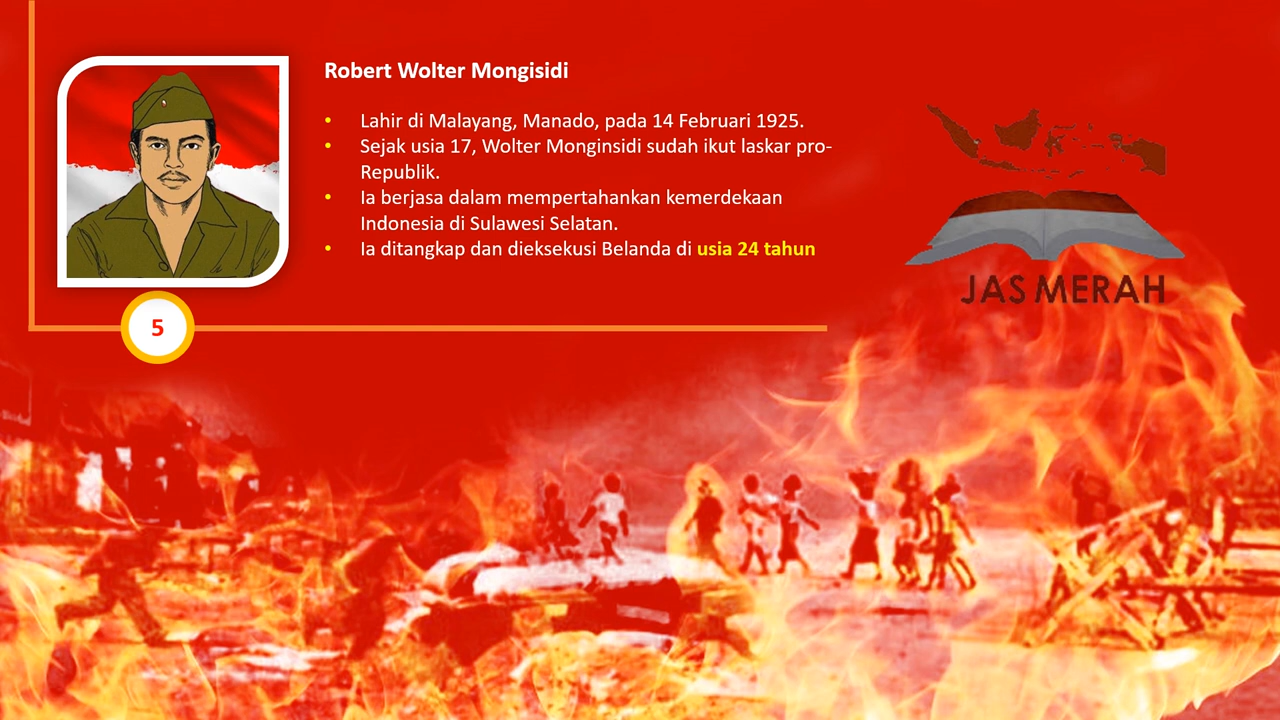 Robert Wolter Mongisidi
• Lahir di Malayang, Manado, pada 14 Februari 1925.
• Sejak usia 17, Wolter Monginsidi sudah ikut laskar pro-
Republik.
• Ia berjasa dalam mempertahankan kemerdekaan
Indonesia di Sulawesi Selatan.
• Ia ditangkap dan dieksekusi Belanda di usia 24 tahun
JAS MERAH
5